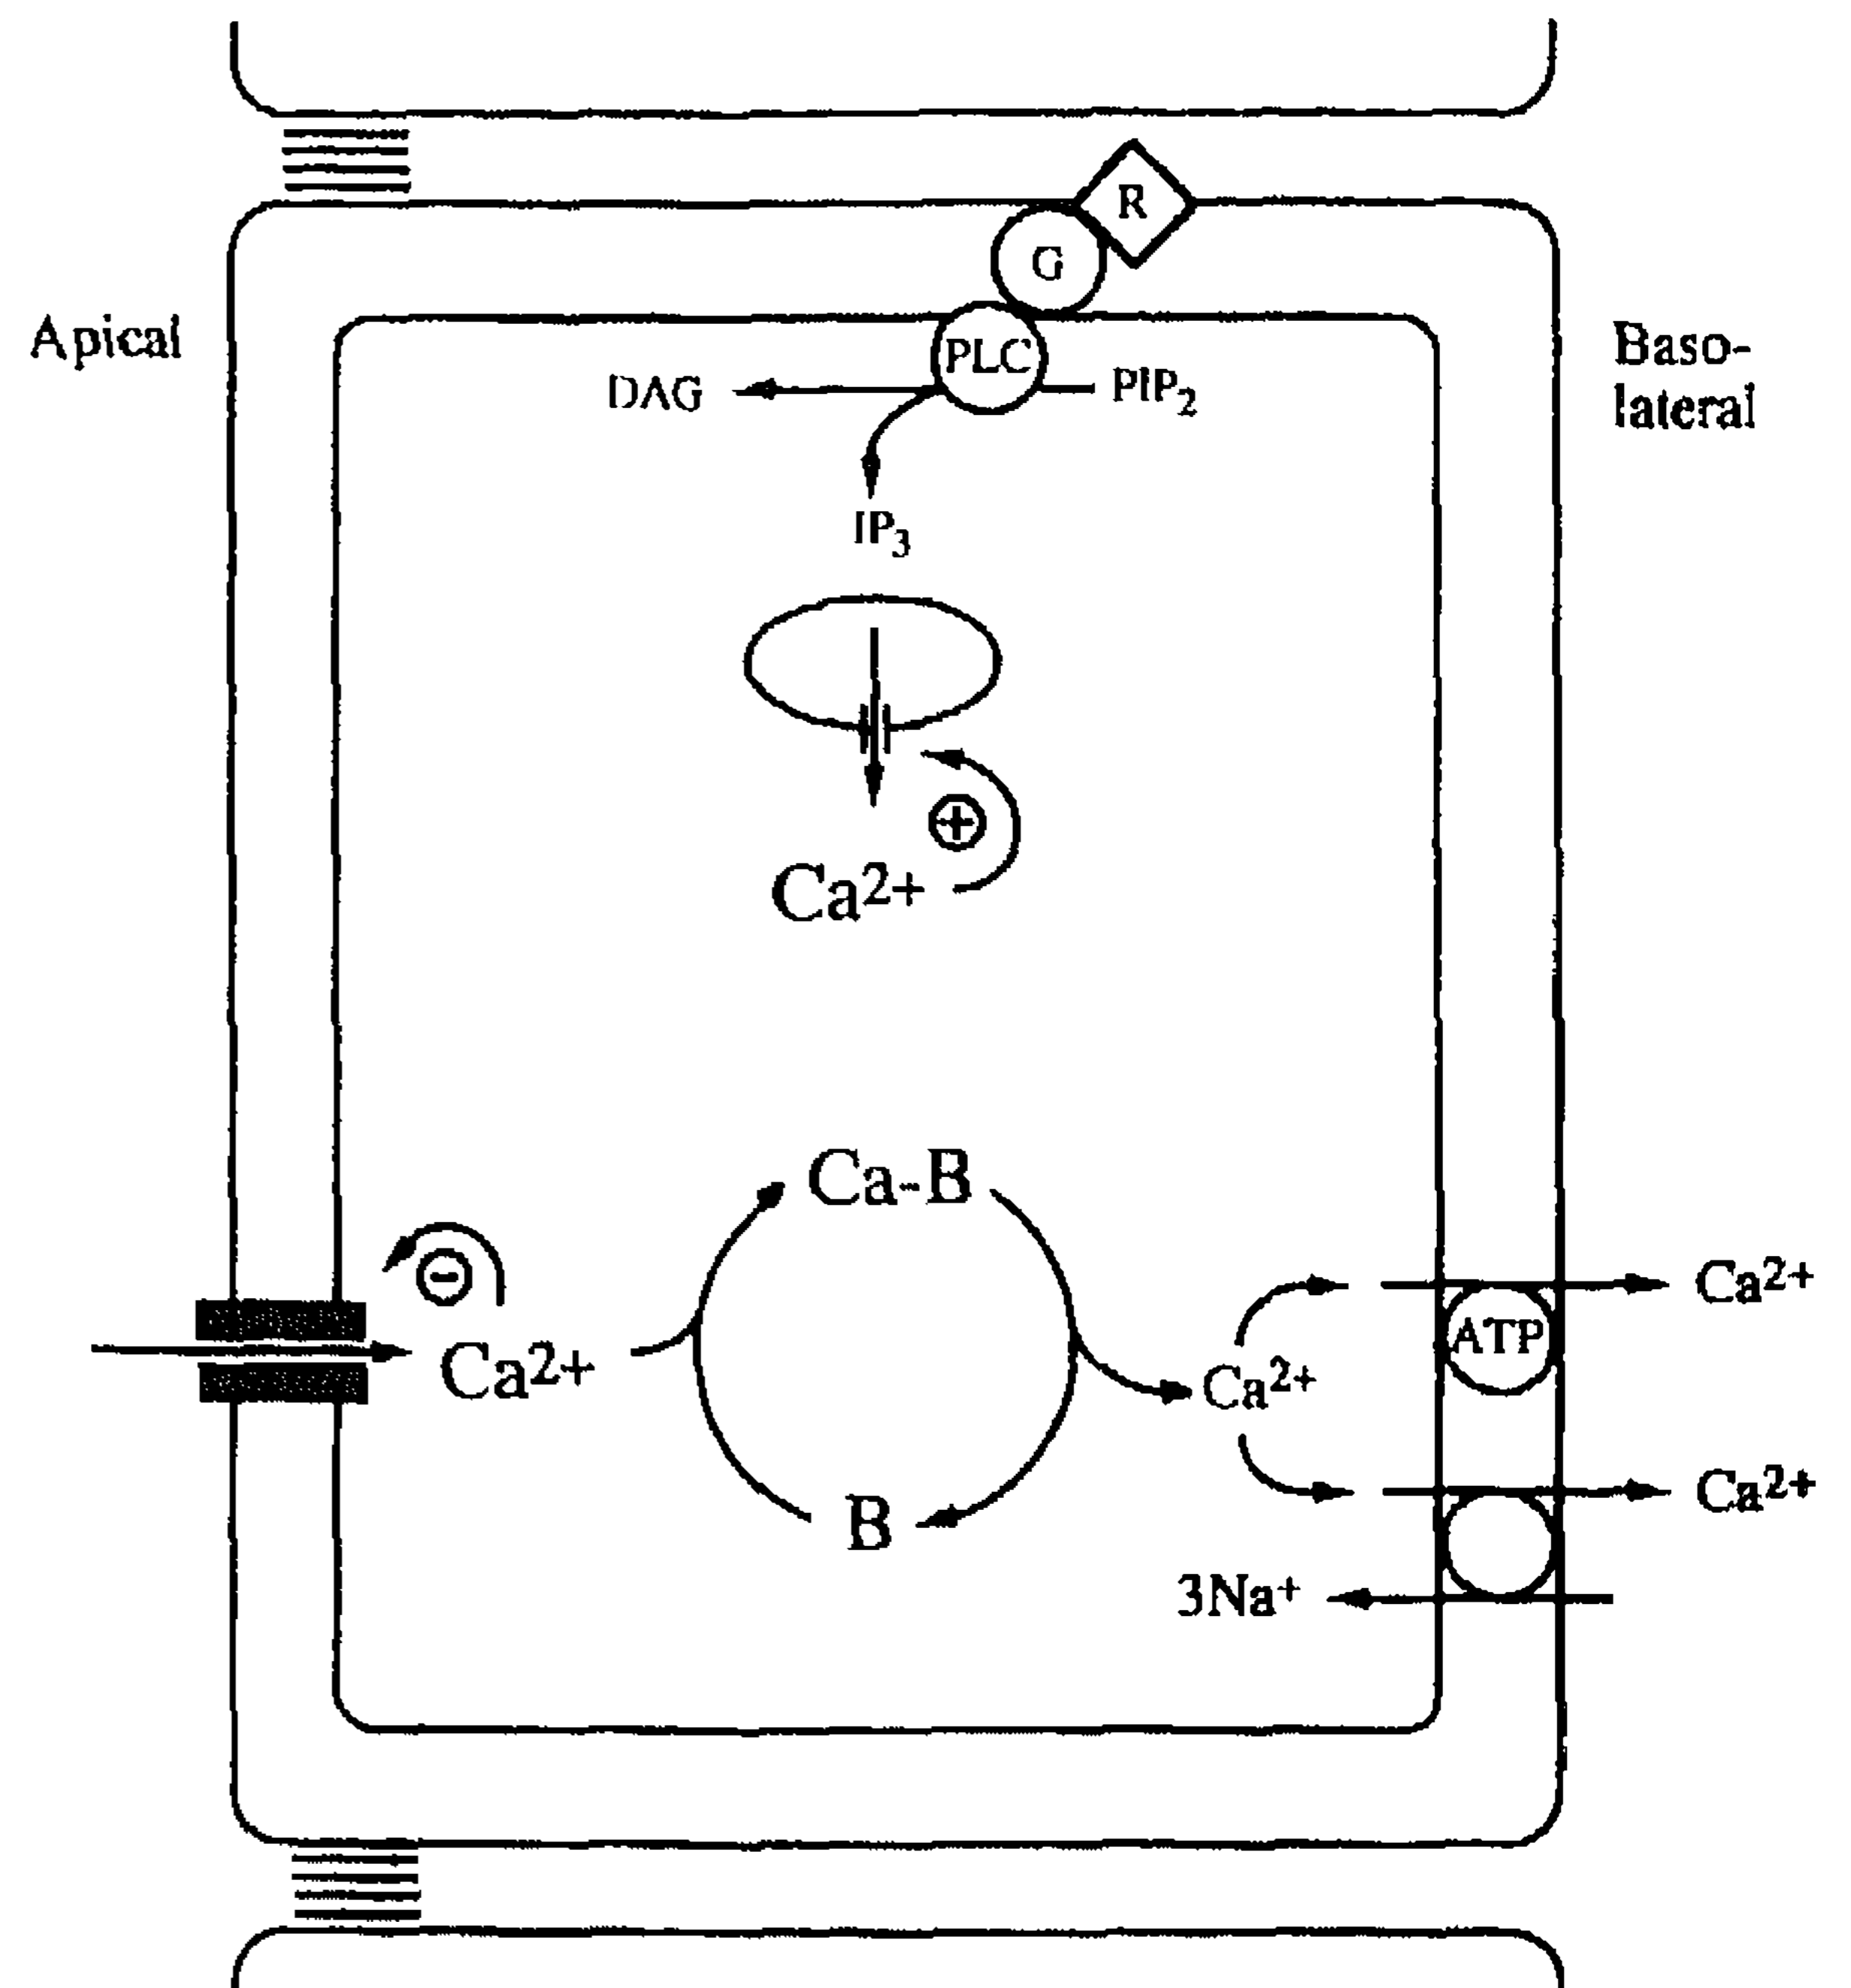 R
G
Apical
Baso-
lateral
PLC
DAG
PIP₂
IP₃
+
Ca²⁺
Ca-B
-
Ca²⁺
Ca²⁺
ATP
Ca²⁺
Ca²⁺
B
3Na⁺